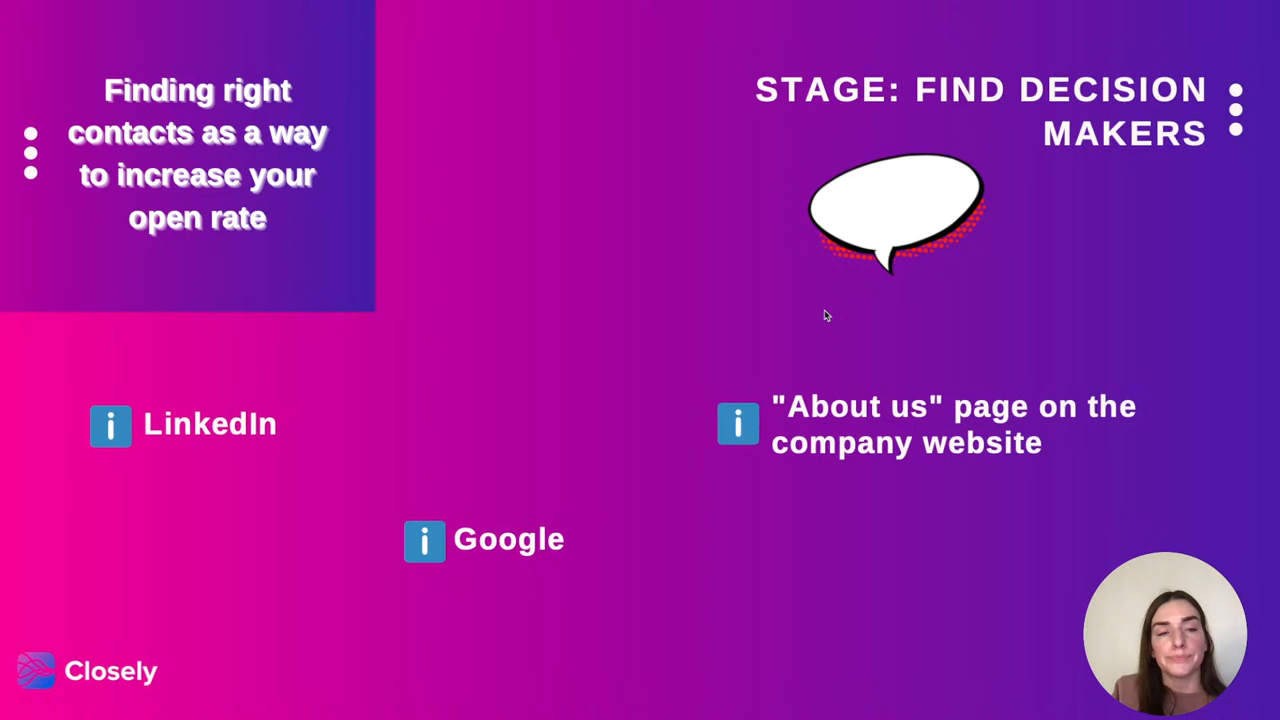 Finding right
contacts as a way
to increase your
open rate
STAGE: FIND DECISION
MAKERS
LinkedIn
"About us" page on the
company website
Google
Closely